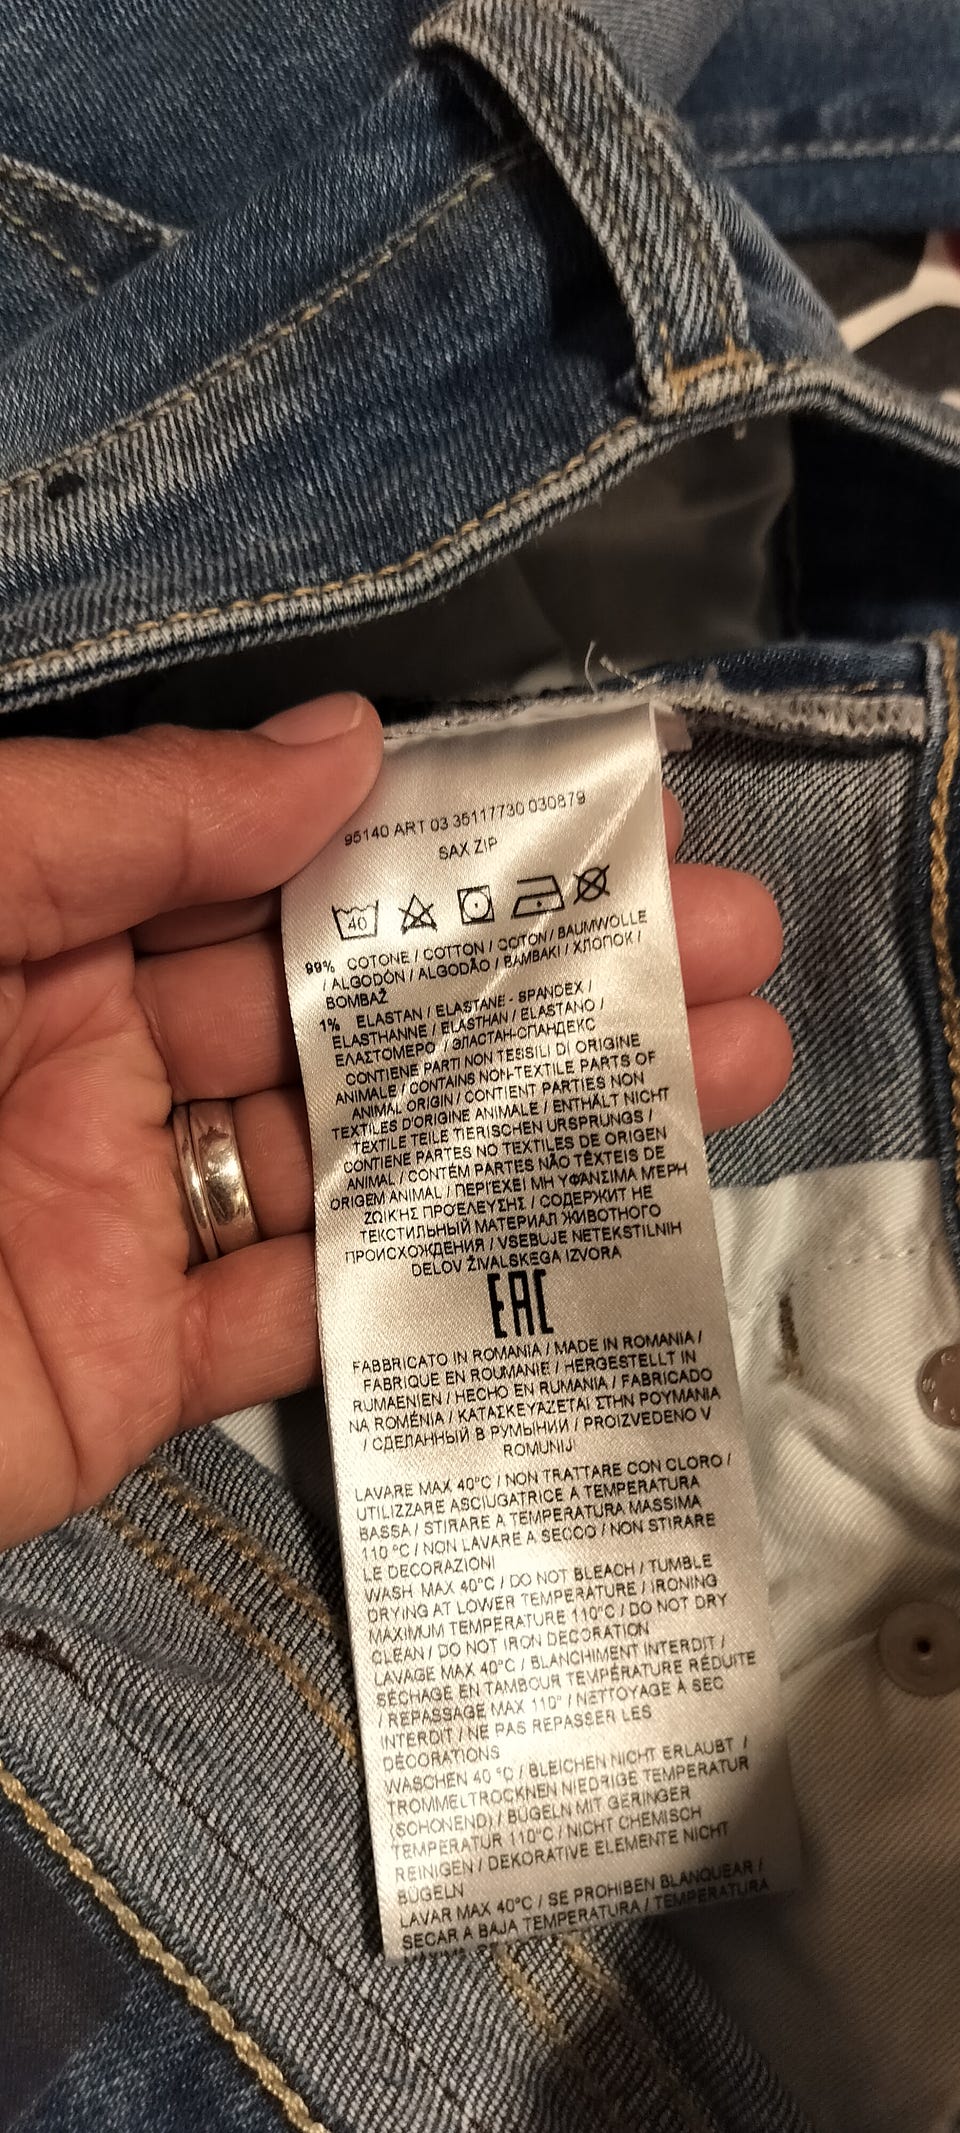 95140 ART 03 35117730 030879
SAX ZIP
40
99% COTONE / COTTON / COTON / BAUMWOLLE
/ ALGODÓN / ALGODÃO / BAMBAKI / ХЛОПОК /
BOMBAŽ
1% ELASTAN / ELASTANE - SPANDEX /
ELASTHANNE / ELASTHAN / ELASTANO /
ΕΛΑΣΤΟΜΕΡΟ / ЭЛАСТАН-СПАНДЕКС
CONTIENE PARTI NON TESSILI DI ORIGINE
ANIMALE / CONTAINS NON-TEXTILE PARTS OF
ANIMAL ORIGIN / CONTIENT PARTIES NON
TEXTILES D'ORIGINE ANIMALE / ENTHÄLT NICHT
TEXTILE TEILE TIERISCHEN URSPRUNGS /
CONTIENE PARTES NO TEXTILES DE ORIGEN
ANIMAL / CONTÉM PARTES NÃO TÊXTEIS DE
ORIGEM ANIMAL / ΠΕΡΙΈΧΕΙ ΜΗ ΥΦΆΝΣΙΜΑ ΜΈΡΗ
ΖΩΙΚΉΣ ΠΡΟΈΛΕΥΣΗΣ / СОДЕРЖИТ НЕ
ТЕКСТИЛЬНЫЙ МАТЕРИАЛ ЖИВОТНОГО
ПРОИСХОЖДЕНИЯ / VSEBUJE NETEKSTILNIH
DELOV ŽIVALSKEGA IZVORA
EAC
FABBRICATO IN ROMANIA / MADE IN ROMANIA /
FABRIQUE EN ROUMANIE / HERGESTELLT IN
RUMAENIEN / HECHO EN RUMANIA / FABRICADO
NA ROMÉNIA / ΚΑΤΑΣΚΕΥΑΖΕΤΑΙ ΣΤΗΝ ΡΟΥΜΑΝΙΑ
/ СДЕЛАННЫЙ В РУМЫНИИ / PROIZVEDENO V
ROMUNIJI
LAVARE MAX 40°C / NON TRATTARE CON CLORO /
UTILIZZARE ASCIUGATRICE A TEMPERATURA
BASSA / STIRARE A TEMPERATURA MASSIMA
110 °C / NON LAVARE A SECCO / NON STIRARE
LE DECORAZIONI
WASH MAX 40°C / DO NOT BLEACH / TUMBLE
DRYING AT LOWER TEMPERATURE / IRONING
MAXIMUM TEMPERATURE 110°C / DO NOT DRY
CLEAN / DO NOT IRON DECORATION
LAVAGE MAX 40°C / BLANCHIMENT INTERDIT /
SÉCHAGE EN TAMBOUR TEMPÉRATURE RÉDUITE
/ REPASSAGE MAX 110° / NETTOYAGE À SEC
INTERDIT / NE PAS REPASSER LES
DÉCORATIONS
WASCHEN 40 °C / BLEICHEN NICHT ERLAUBT /
TROMMELTROCKNEN NIEDRIGE TEMPERATUR
(SCHONEND) / BÜGELN MIT GERINGER
TEMPERATUR 110°C / NICHT CHEMISCH
REINIGEN / DEKORATIVE ELEMENTE NICHT
BÜGELN
LAVAR MAX 40°C / SE PROHIBEN BLANQUEAR /
SECAR A BAJA TEMPERATURA / TEMPERATURA